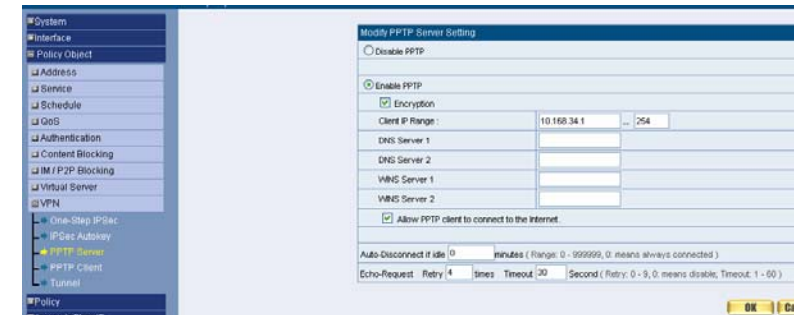 System
Interface
Policy Object
Address
Service
Schedule
QoS
Authentication
Content Blocking
IM / P2P Blocking
Virtual Server
VPN
One-Step IPSec
IPSec Autokey
PPTP Server
PPTP Client
Tunnel
Policy
Modify PPTP Server Setting
Disable PPTP
Enable PPTP
Encryption
Client IP Range : 10.168.34.1 ... 254
DNS Server 1
DNS Server 2
WINS Server 1
WINS Server 2
Allow PPTP client to connect to the Internet.
Auto-Disconnect if idle 0 minutes ( Range: 0 - 999999, 0: means always connected )
Echo-Request Retry 4 times Timeout 30 Second ( Retry: 0 - 9, 0: means disable; Timeout: 1 - 60 )
OK